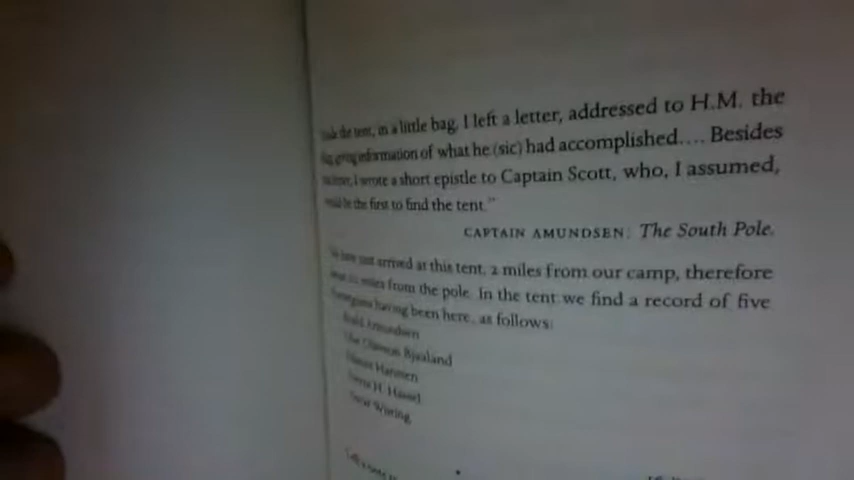 the tent, in a little bag, I left a letter, addressed to H.M. the
giving information of what he (sic) had accomplished.... Besides
I wrote a short epistle to Captain Scott, who, I assumed,
would be the first to find the tent."
CAPTAIN AMUNDSEN: The South Pole.
We have just arrived at this tent, 2 miles from our camp, therefore
miles from the pole. In the tent we find a record of five
Norwegians having been here, as follows:
Roald Amundsen
Olav Olavson Bjaaland
Hilmer Hanssen
Sverre H. Hassel
Oscar Wisting